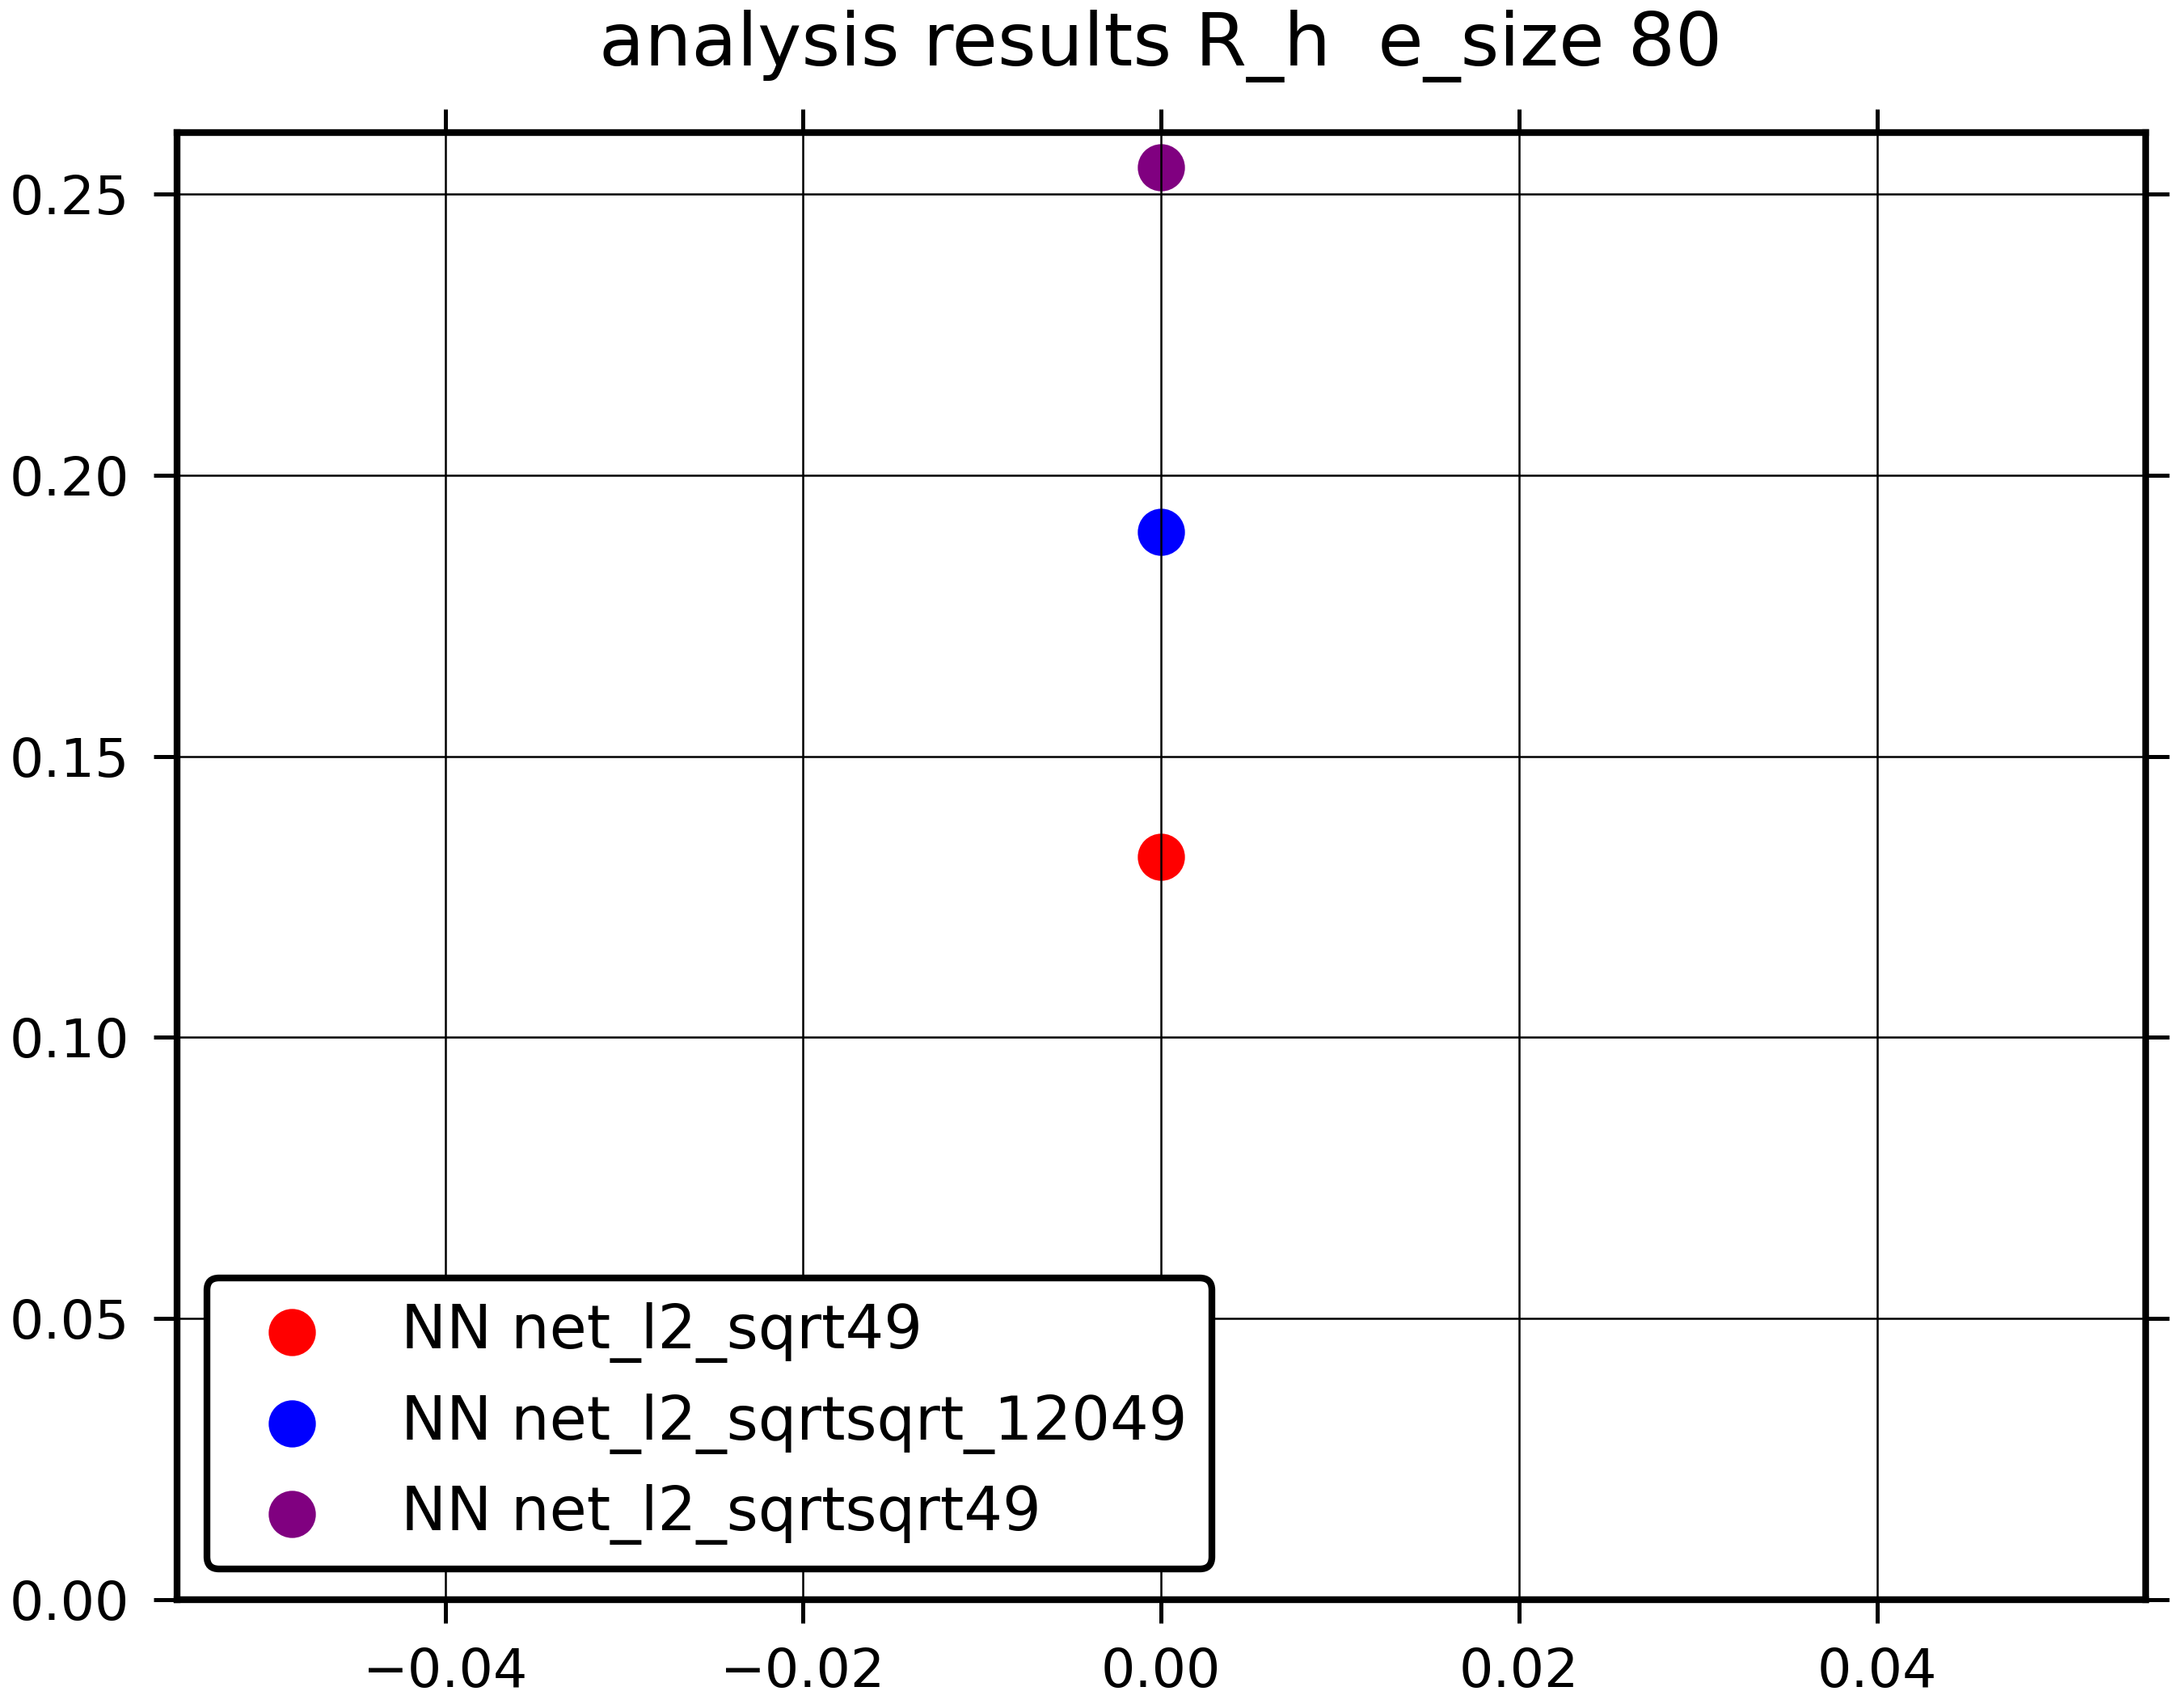 analysis results R_h  e_size 80
0.25
0.20
0.15
0.10
0.05
0.00
NN net_l2_sqrt49
NN net_l2_sqrtsqrt_12049
NN net_l2_sqrtsqrt49
−0.04 −0.02 0.00 0.02 0.04